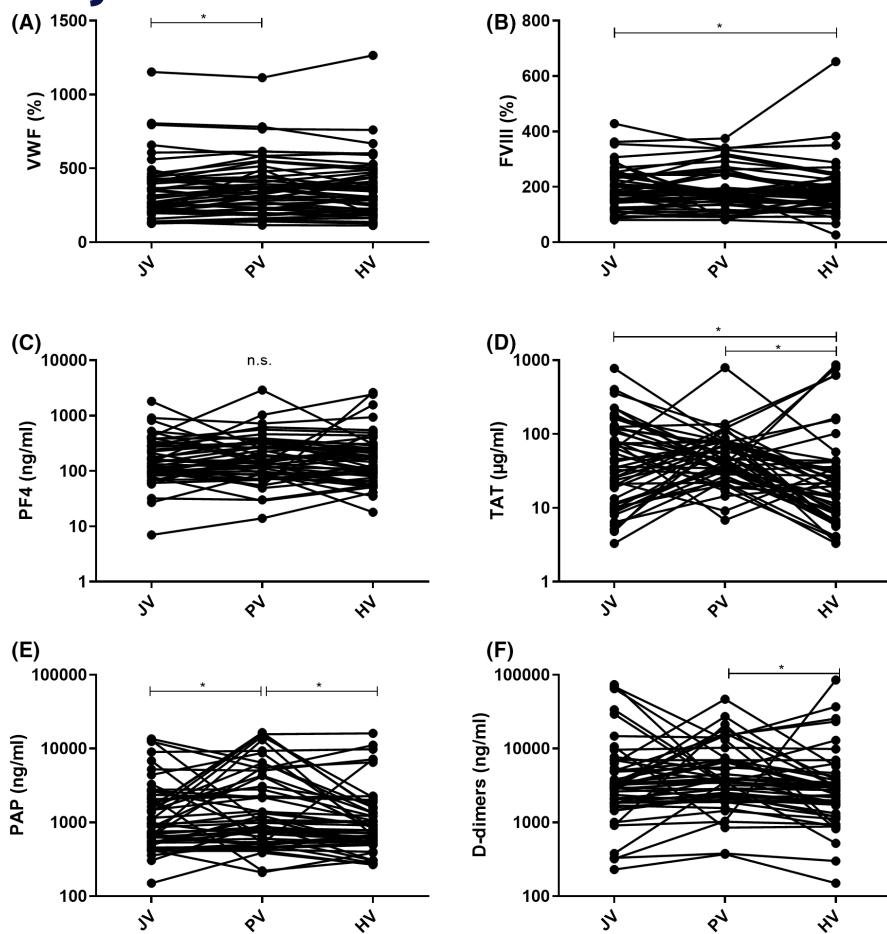 (A)
*
VWF (%)
1500
1000
500
0
JV PV HV
(B)
*
FVIII (%)
800
600
400
200
0
JV PV HV
(C)
n.s.
PF4 (ng/ml)
10000
1000
100
10
1
JV PV HV
(D)
*
*
TAT (µg/ml)
1000
100
10
1
JV PV HV
(E)
* *
PAP (ng/ml)
100000
10000
1000
100
JV PV HV
(F)
*
D-dimers (ng/ml)
100000
10000
1000
100
JV PV HV